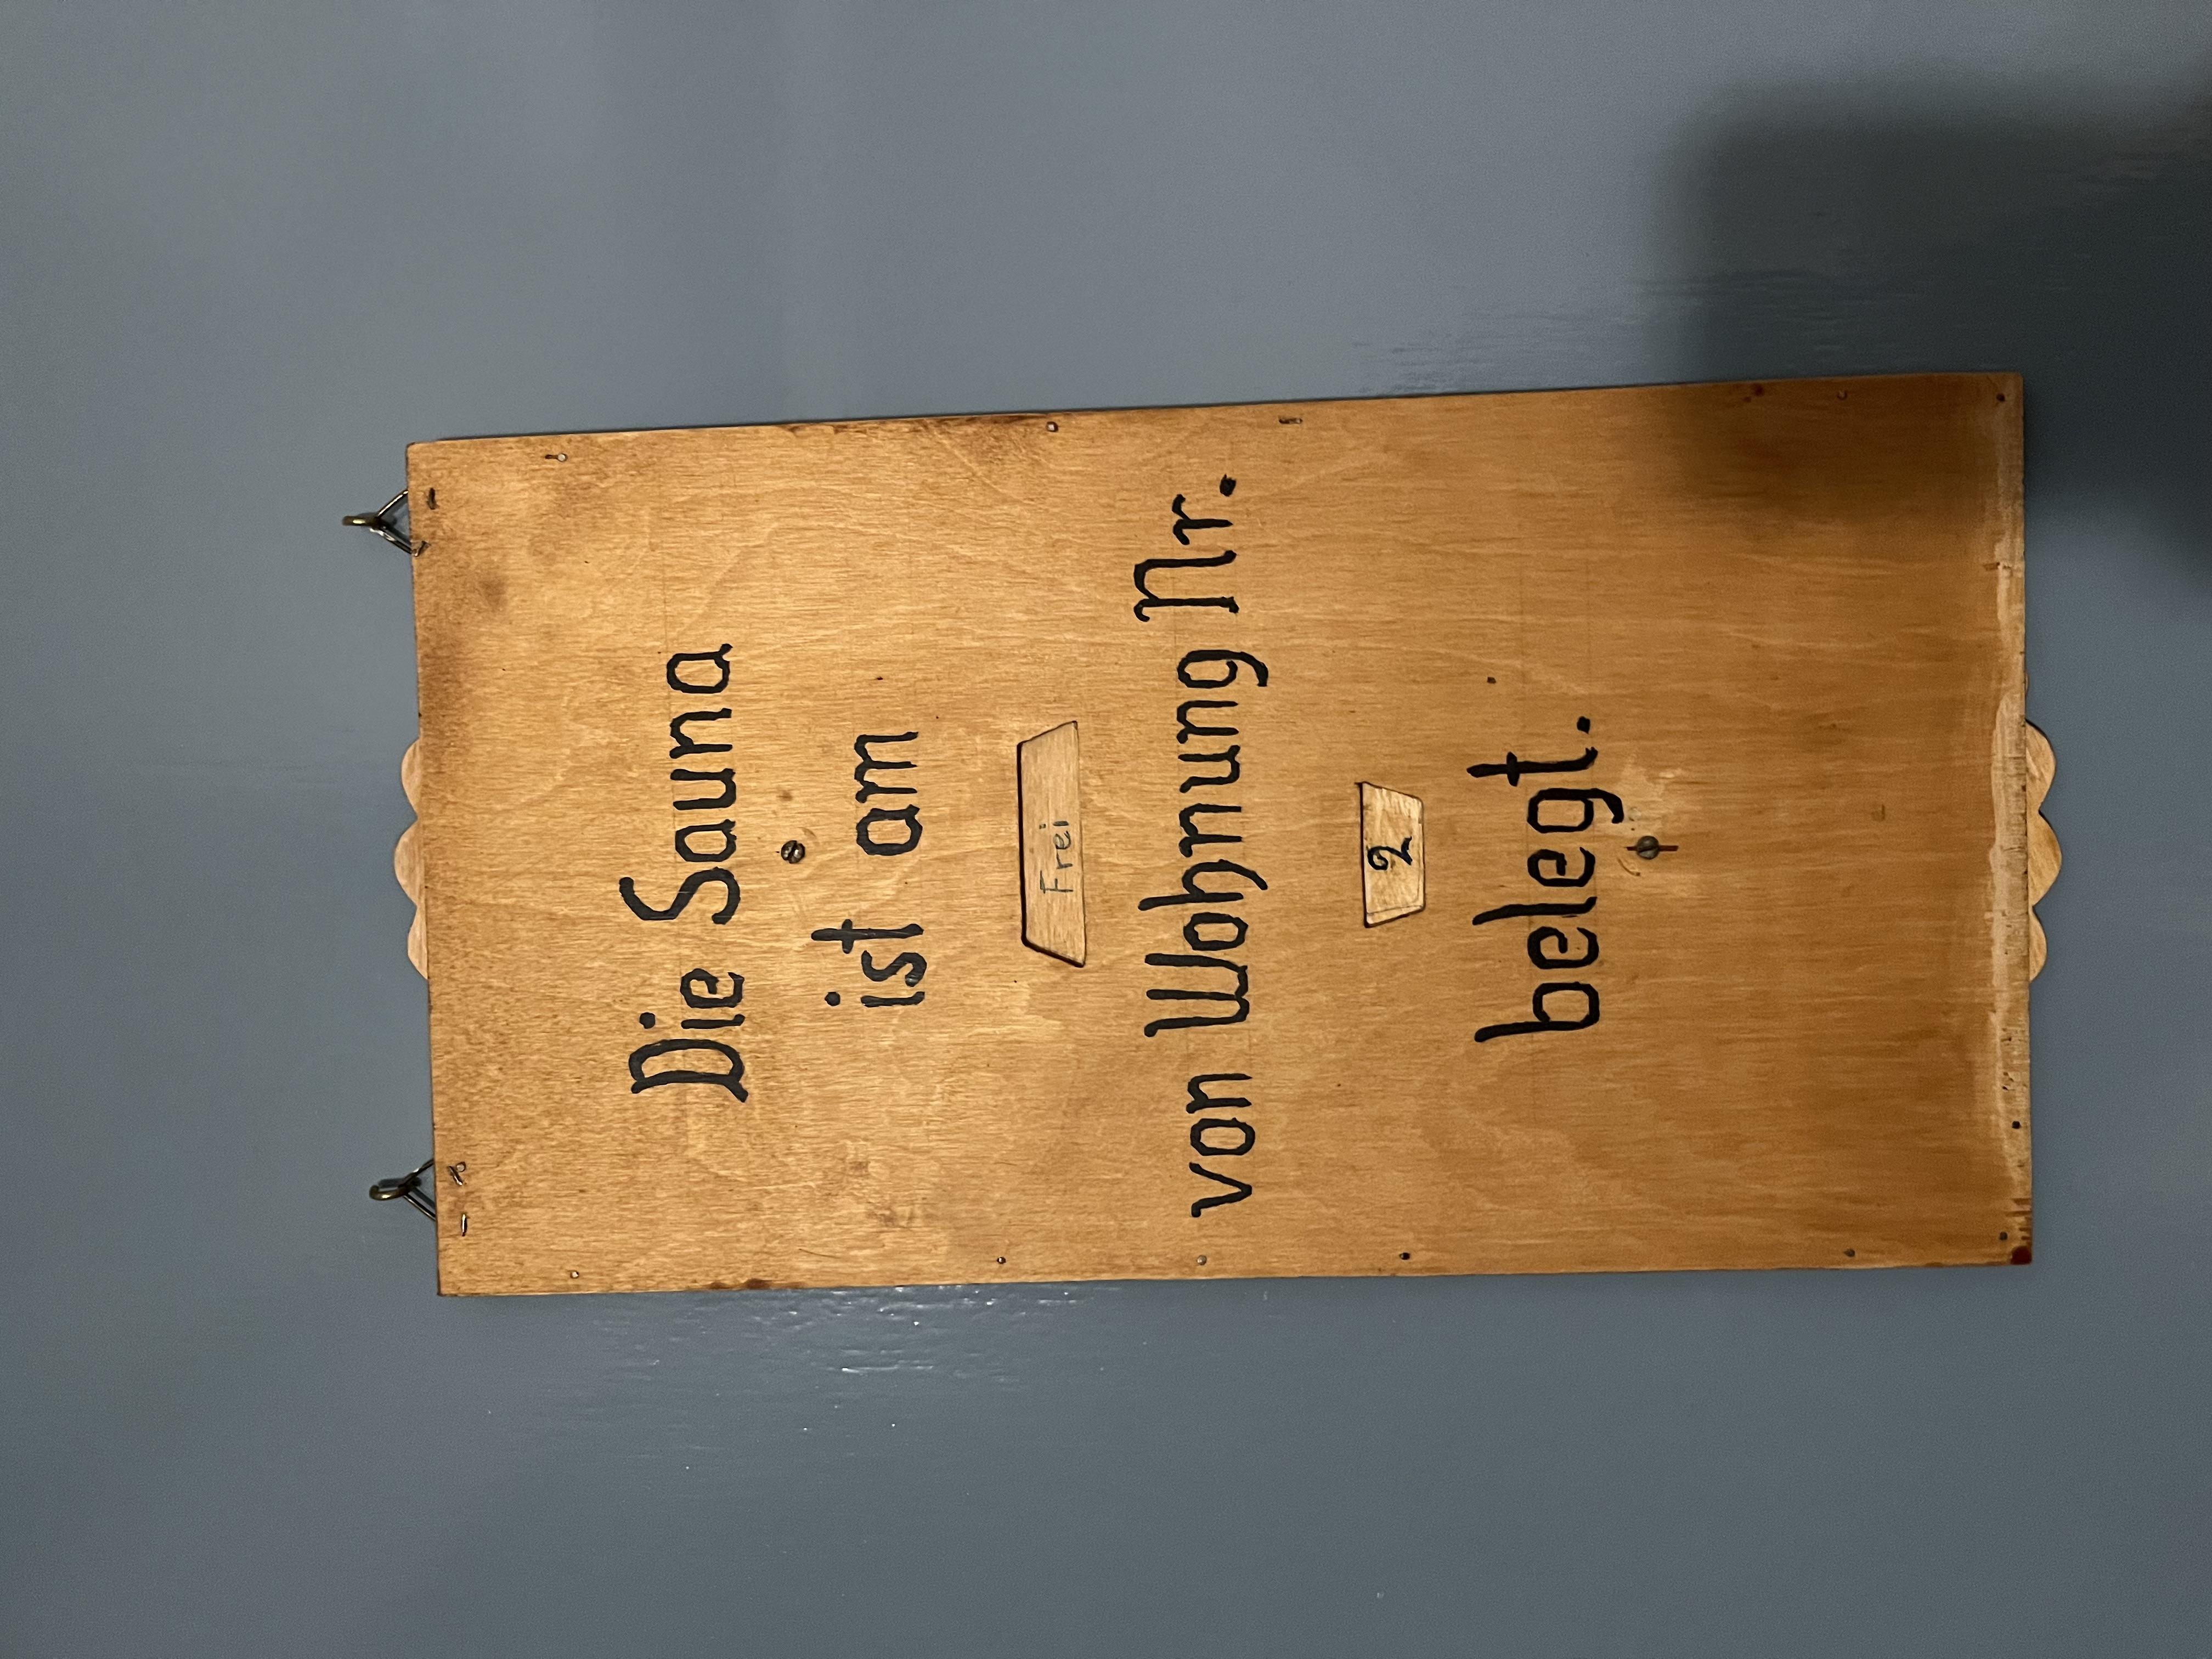 Die Sauna
ist am
Frei
von Wohnung Nr.
2
belegt.